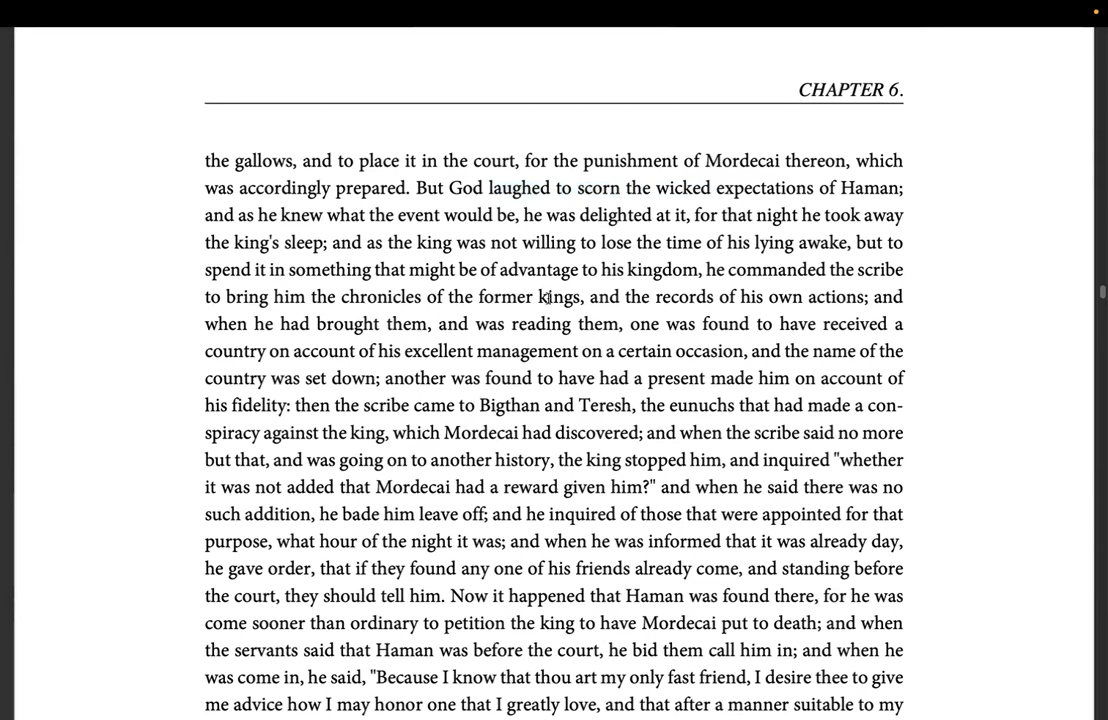 CHAPTER 6.
the gallows, and to place it in the court, for the punishment of Mordecai thereon, which
was accordingly prepared. But God laughed to scorn the wicked expectations of Haman;
and as he knew what the event would be, he was delighted at it, for that night he took away
the king's sleep; and as the king was not willing to lose the time of his lying awake, but to
spend it in something that might be of advantage to his kingdom, he commanded the scribe
to bring him the chronicles of the former kings, and the records of his own actions; and
when he had brought them, and was reading them, one was found to have received a
country on account of his excellent management on a certain occasion, and the name of the
country was set down; another was found to have had a present made him on account of
his fidelity: then the scribe came to Bigthan and Teresh, the eunuchs that had made a con-
spiracy against the king, which Mordecai had discovered; and when the scribe said no more
but that, and was going on to another history, the king stopped him, and inquired "whether
it was not added that Mordecai had a reward given him?" and when he said there was no
such addition, he bade him leave off; and he inquired of those that were appointed for that
purpose, what hour of the night it was; and when he was informed that it was already day,
he gave order, that if they found any one of his friends already come, and standing before
the court, they should tell him. Now it happened that Haman was found there, for he was
come sooner than ordinary to petition the king to have Mordecai put to death; and when
the servants said that Haman was before the court, he bid them call him in; and when he
was come in, he said, "Because I know that thou art my only fast friend, I desire thee to give
me advice how I may honor one that I greatly love, and that after a manner suitable to my